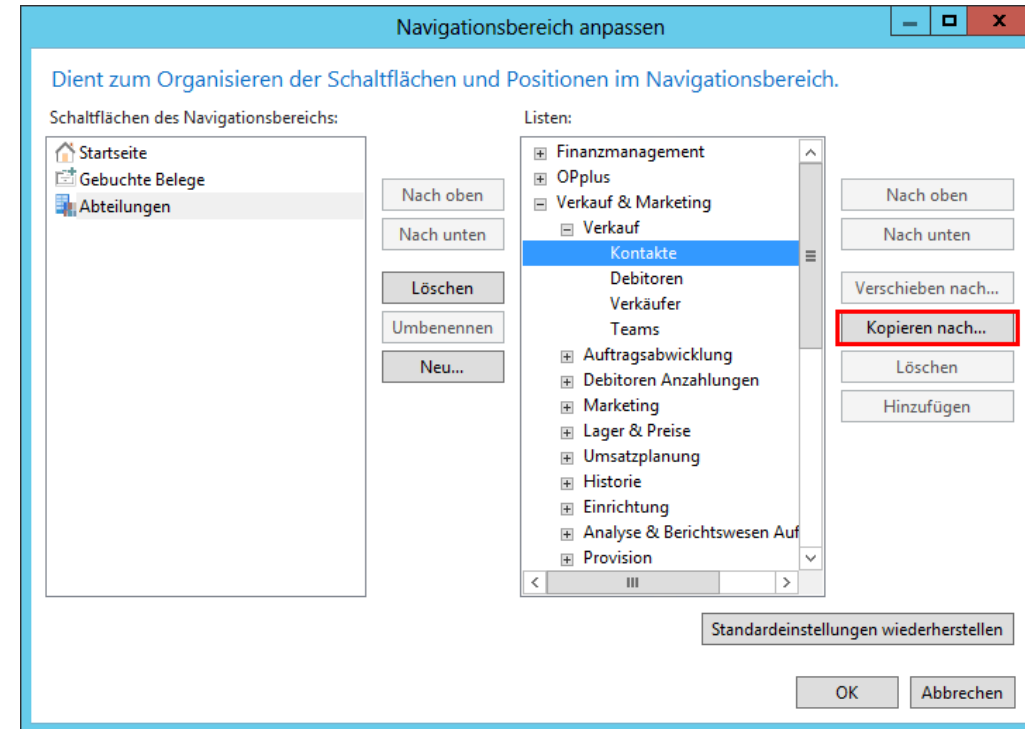 Navigationsbereich anpassen
Dient zum Organisieren der Schaltflächen und Positionen im Navigationsbereich.
Schaltflächen des Navigationsbereichs:
Startseite
Gebuchte Belege
Abteilungen
Nach oben
Nach unten
Löschen
Umbenennen
Neu...
Listen:
Finanzmanagement
OPplus
Verkauf & Marketing
Verkauf
Kontakte
Debitoren
Verkäufer
Teams
Auftragsabwicklung
Debitoren Anzahlungen
Marketing
Lager & Preise
Umsatzplanung
Historie
Einrichtung
Analyse & Berichtswesen Auf
Provision
Nach oben
Nach unten
Verschieben nach...
Kopieren nach...
Löschen
Hinzufügen
Standardeinstellungen wiederherstellen
OK
Abbrechen